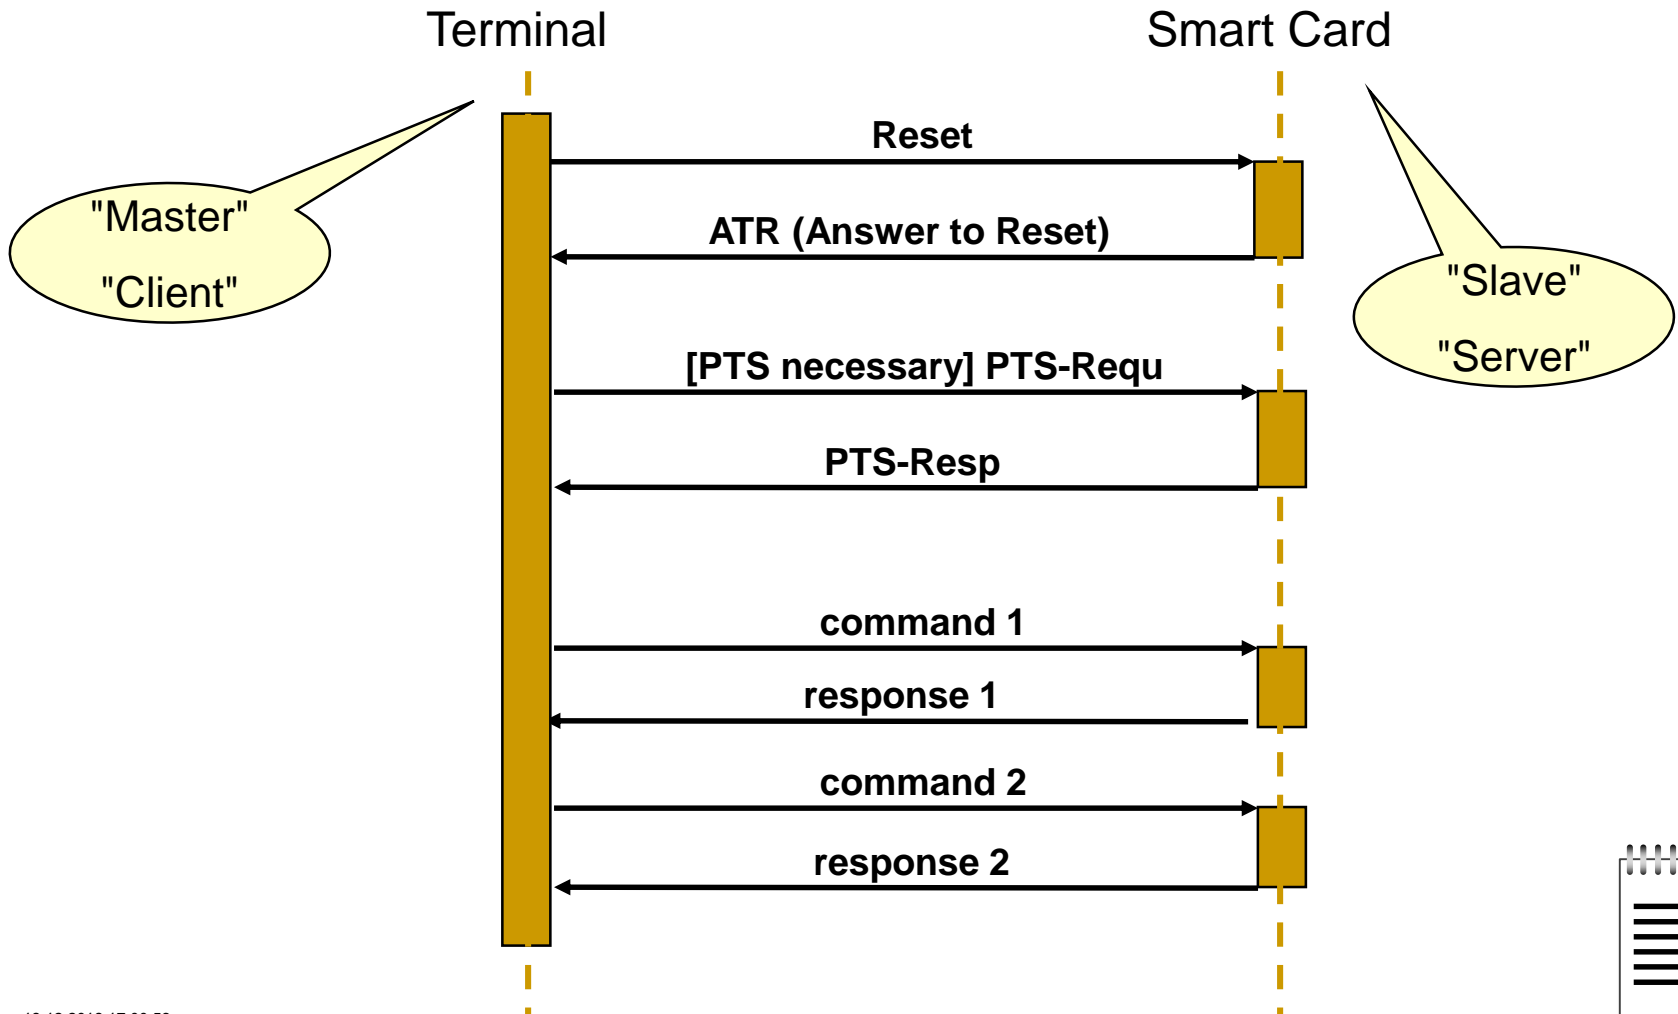 Terminal
Smart Card
Reset
"Master"
"Client"
ATR (Answer to Reset)
"Slave"
"Server"
[PTS necessary] PTS-Requ
PTS-Resp
command 1
response 1
command 2
response 2